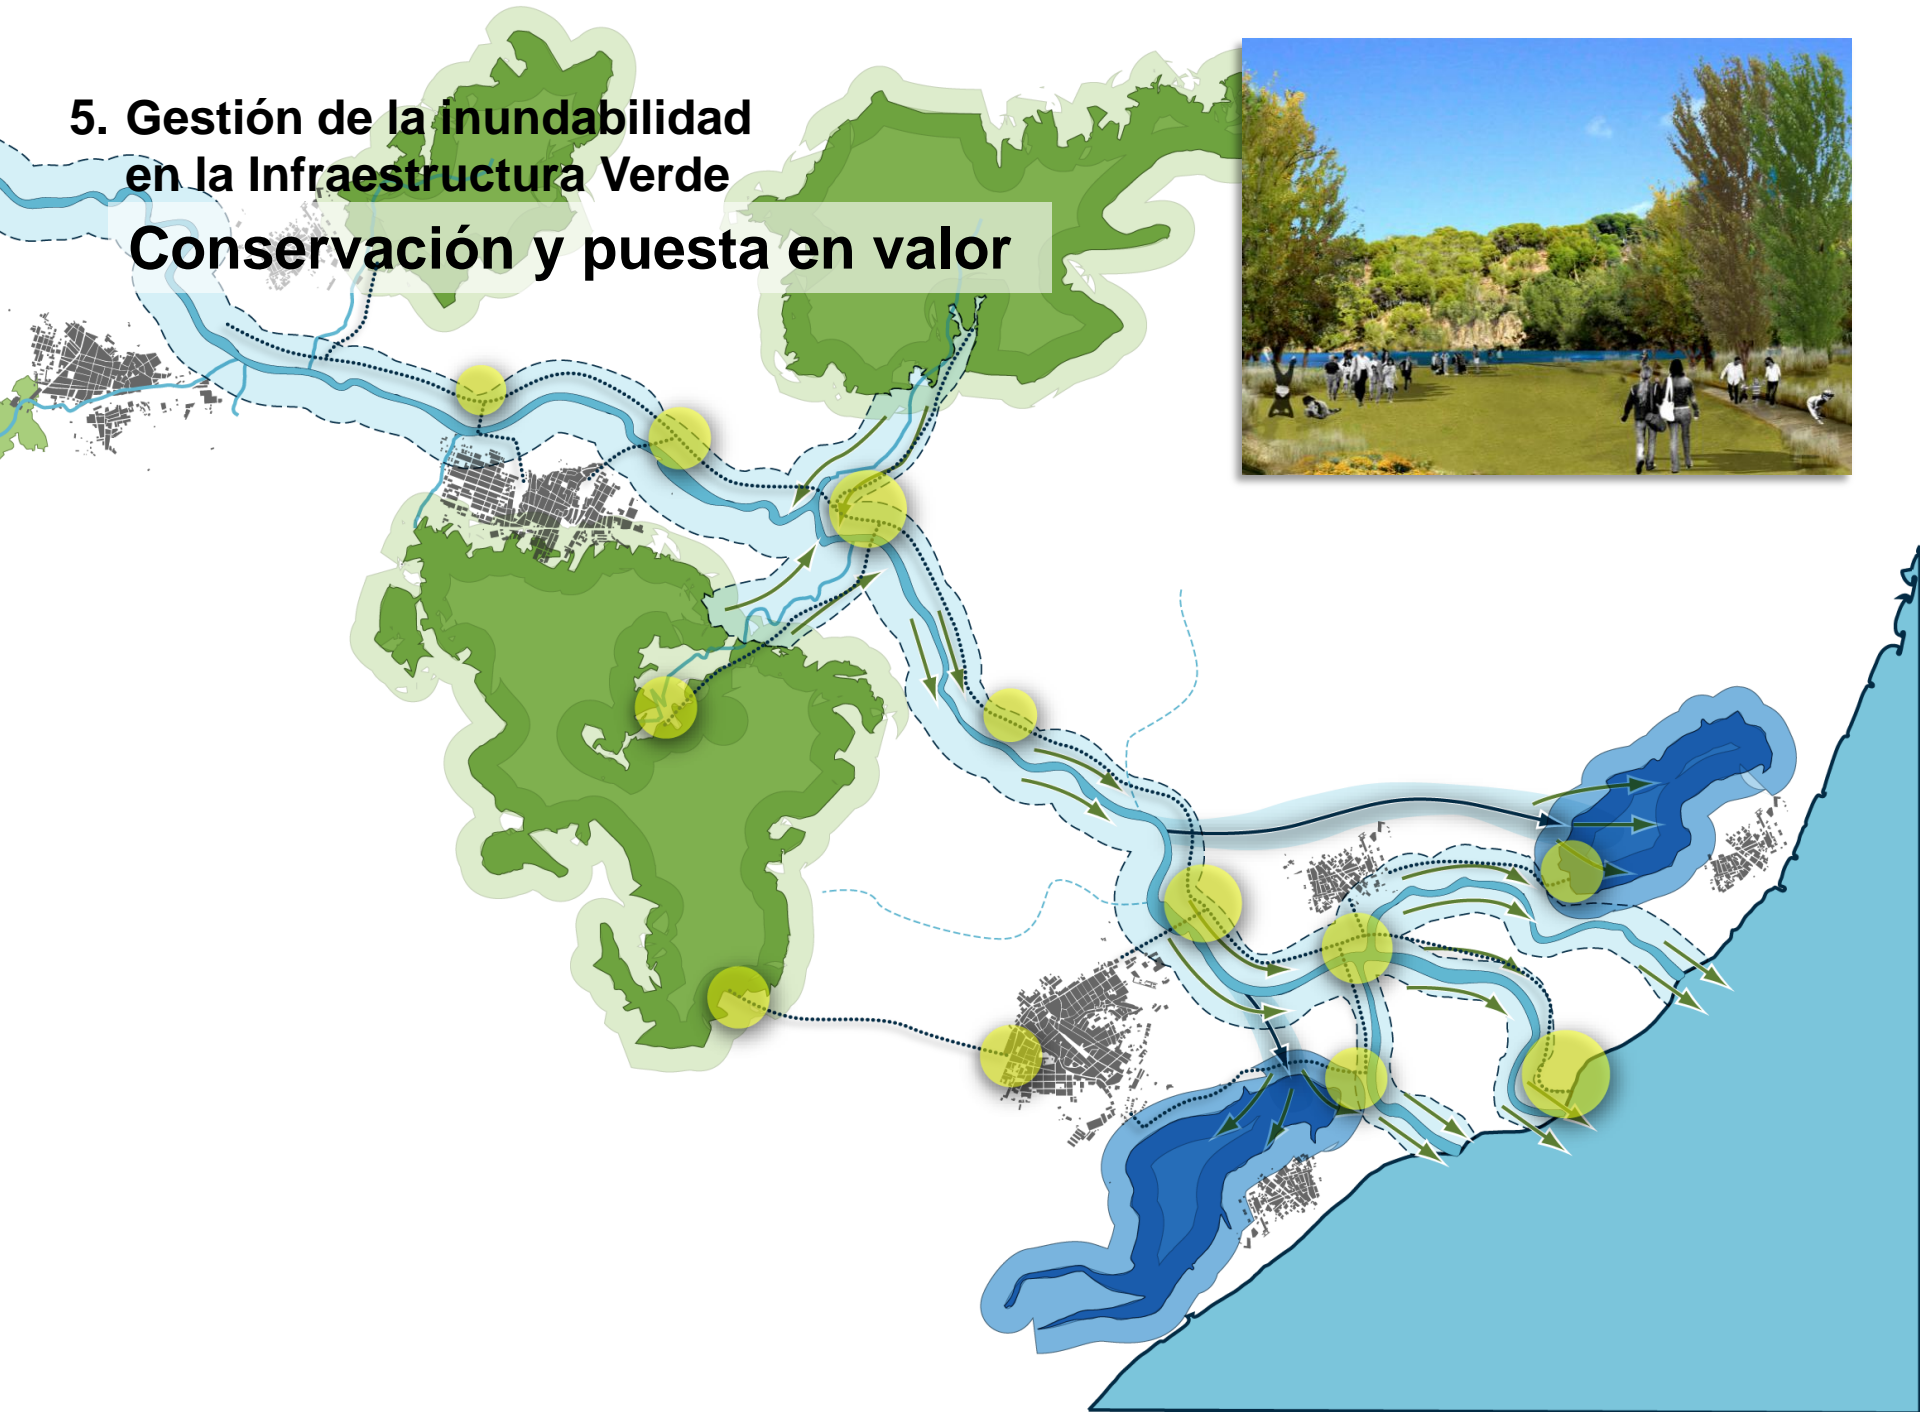 5. Gestión de la inundabilidad
en la Infraestructura Verde
Conservación y puesta en valor